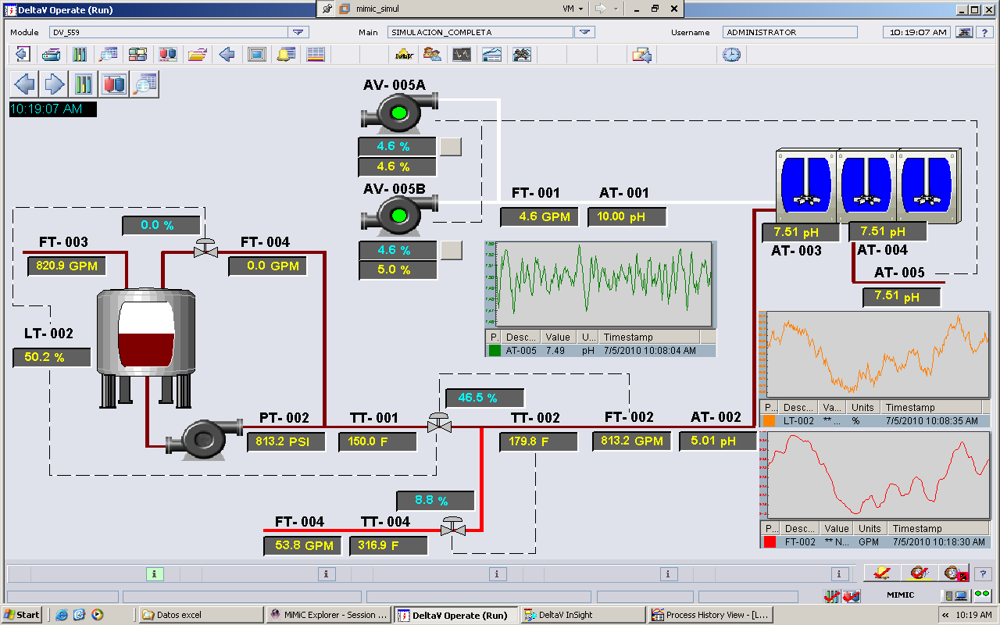 DeltaV Operate (Run)
mimic_simul
VM
Module
DV_559
Main
SIMULACION_COMPLETA
Username
ADMINISTRATOR
10:19:07 AM
?
DeltaV
10:19:07 AM
AV-005A
4.6 %
4.6 %
AV-005B
4.6 %
5.0 %
FT-001
4.6 GPM
AT-001
10.00 pH
7.51 pH
AT-003
7.51 pH
AT-004
AT-005
7.51 pH
0.0 %
FT-003
820.9 GPM
FT-004
0.0 GPM
LT-002
50.2 %
P.. Desc... Value U... Timestamp
AT-005 7.49 pH 7/5/2010 10:08:04 AM
P... Desc... Va... Units Timestamp
LT-002 ** ... % 7/5/2010 10:08:35 AM
46.5 %
PT-002
813.2 PSI
TT-001
150.0 F
TT-002
179.8 F
FT-002
813.2 GPM
AT-002
5.01 pH
8.8 %
FT-004
53.8 GPM
TT-004
316.9 F
P... Desc... Value Units Timestamp
FT-002 ** N... GPM 7/5/2010 10:18:30 AM
i
i
i
i
i
?
MIMIC
Start
Datos excel
MiMiC Explorer - Session ...
DeltaV Operate (Run)
DeltaV InSight
Process History View - [L...
«
10:19 AM